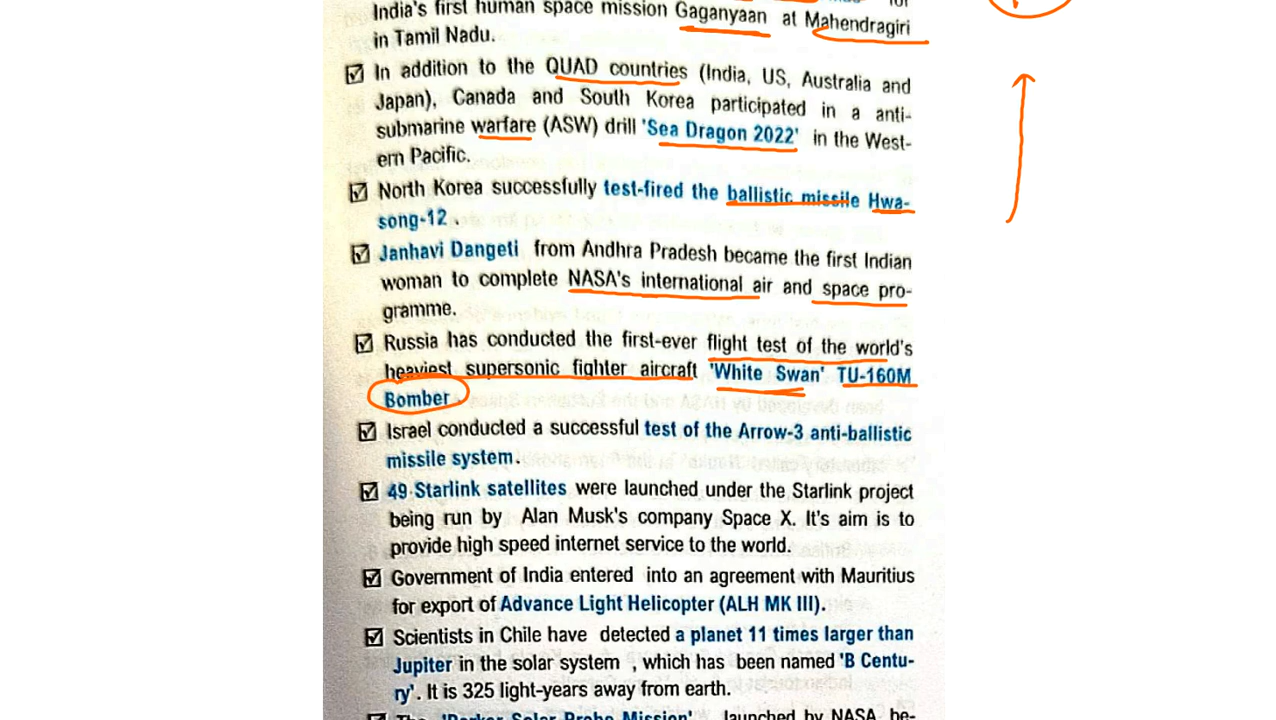 India's first human space mission Gaganyaan at Mahendragiri
in Tamil Nadu.
In addition to the QUAD countries (India, US, Australia and
Japan), Canada and South Korea participated in a anti-
submarine warfare (ASW) drill 'Sea Dragon 2022' in the West-
ern Pacific.
North Korea successfully test-fired the ballistic missile Hwa-
song-12 .
Janhavi Dangeti from Andhra Pradesh became the first Indian
woman to complete NASA's international air and space pro-
gramme.
Russia has conducted the first-ever flight test of the world's
heaviest supersonic fighter aircraft 'White Swan' TU-160M
Bomber .
Israel conducted a successful test of the Arrow-3 anti-ballistic
missile system.
49 Starlink satellites were launched under the Starlink project
being run by Alan Musk's company Space X. It's aim is to
provide high speed internet service to the world.
Government of India entered into an agreement with Mauritius
for export of Advance Light Helicopter (ALH MK III).
Scientists in Chile have detected a planet 11 times larger than
Jupiter in the solar system , which has been named 'B Centu-
ry'. It is 325 light-years away from earth.
The 'Parker Solar Probe Mission' launched by NASA, be-